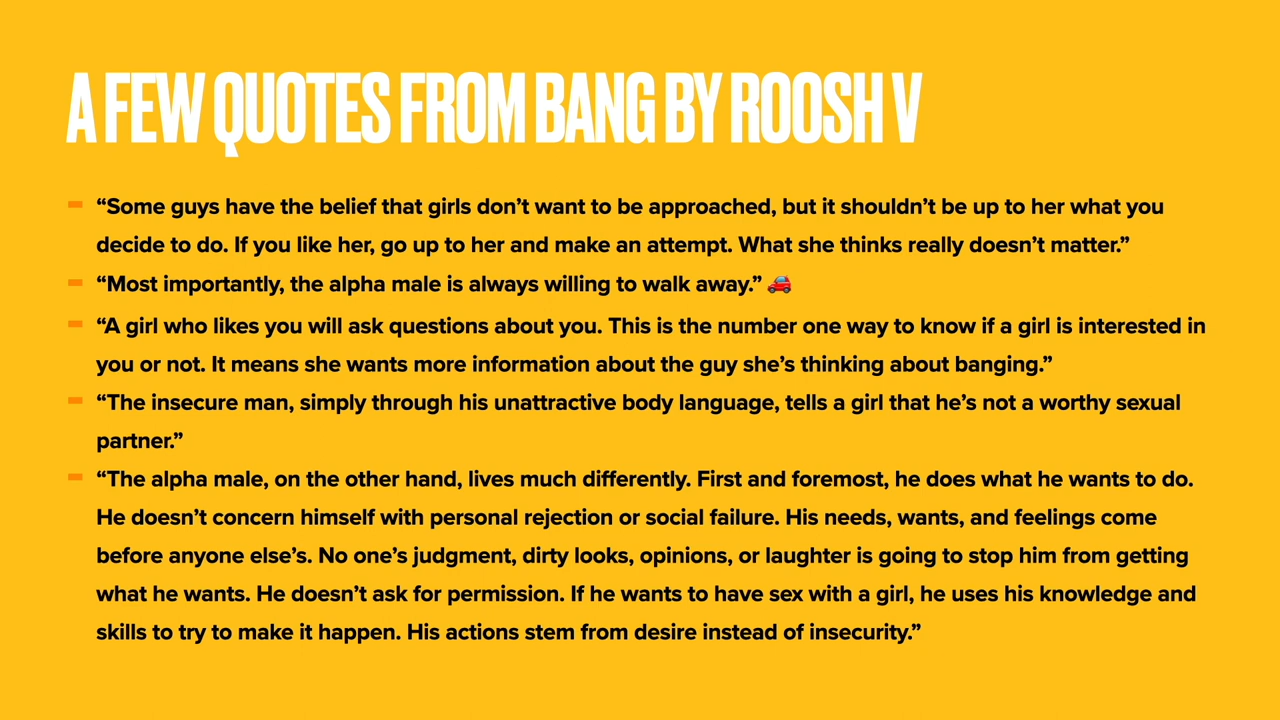 A FEW QUOTES FROM BANG BY ROOSH V
“Some guys have the belief that girls don’t want to be approached, but it shouldn’t be up to her what you
decide to do. If you like her, go up to her and make an attempt. What she thinks really doesn’t matter.”
“Most importantly, the alpha male is always willing to walk away.” 🚗
“A girl who likes you will ask questions about you. This is the number one way to know if a girl is interested in
you or not. It means she wants more information about the guy she’s thinking about banging.”
“The insecure man, simply through his unattractive body language, tells a girl that he’s not a worthy sexual
partner.”
“The alpha male, on the other hand, lives much differently. First and foremost, he does what he wants to do.
He doesn’t concern himself with personal rejection or social failure. His needs, wants, and feelings come
before anyone else’s. No one’s judgment, dirty looks, opinions, or laughter is going to stop him from getting
what he wants. He doesn’t ask for permission. If he wants to have sex with a girl, he uses his knowledge and
skills to try to make it happen. His actions stem from desire instead of insecurity.”